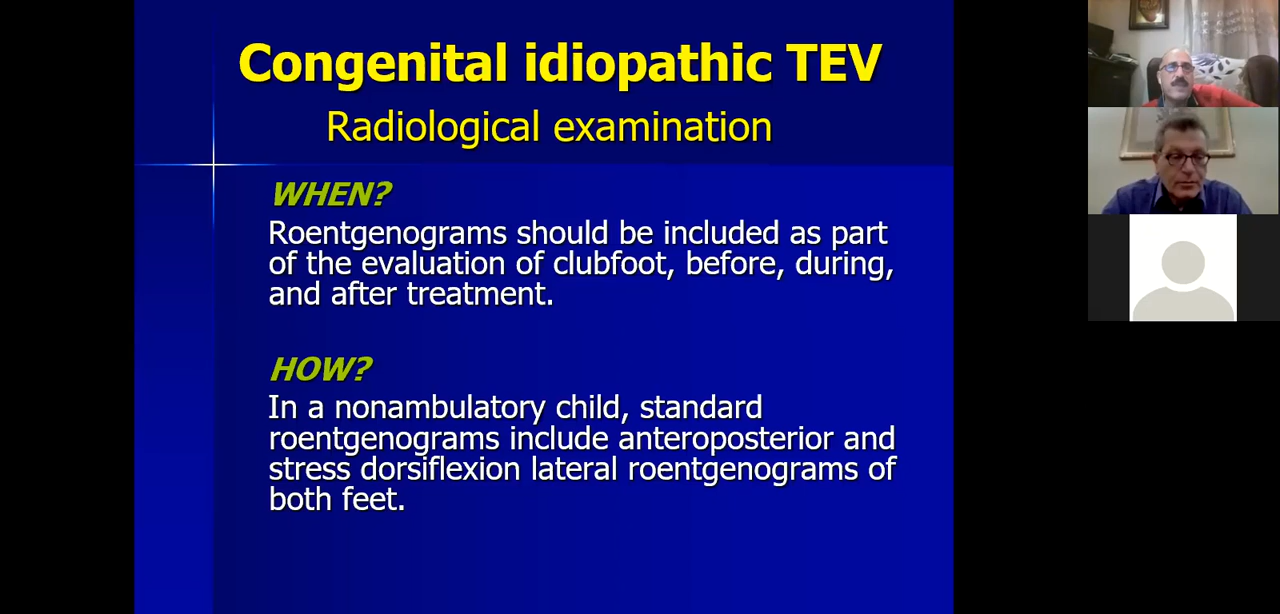 Congenital idiopathic TEV
Radiological examination
WHEN?
Roentgenograms should be included as part
of the evaluation of clubfoot, before, during,
and after treatment.
HOW?
In a nonambulatory child, standard
roentgenograms include anteroposterior and
stress dorsiflexion lateral roentgenograms of
both feet.